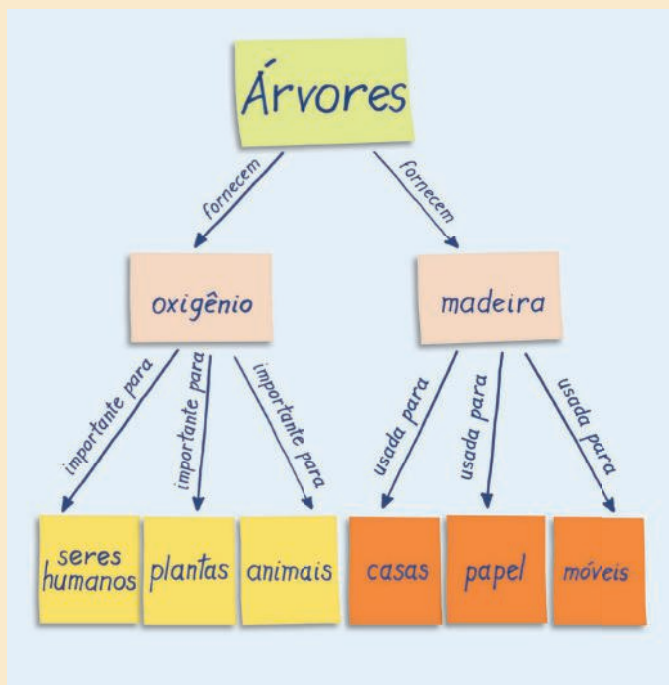 Árvores
fornecem
fornecem
oxigênio
madeira
importante para
importante para
importante para
usada para
usada para
usada para
seres
humanos
plantas
animais
casas
papel
móveis